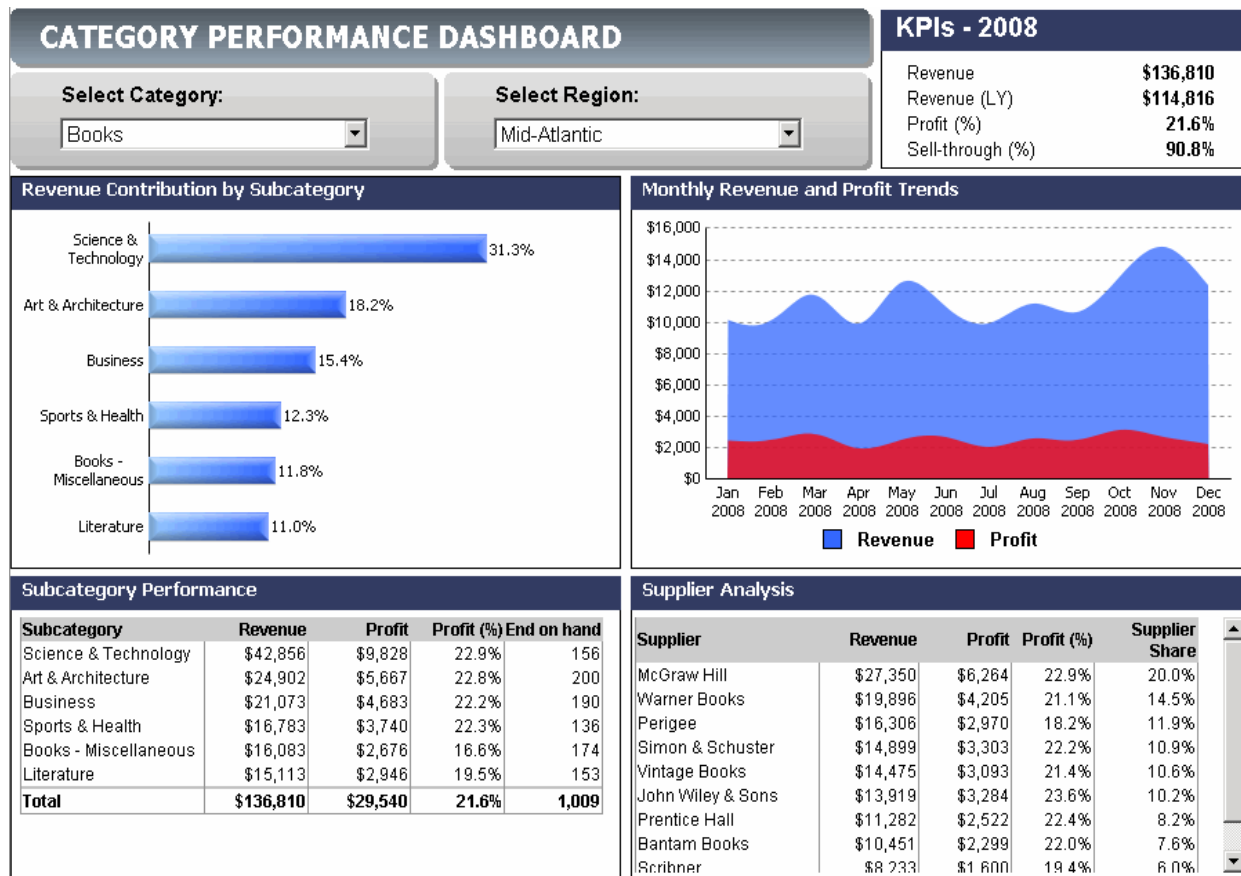 CATEGORY PERFORMANCE DASHBOARD
KPIs - 2008
Revenue $136,810
Revenue (LY) $114,816
Profit (%) 21.6%
Sell-through (%) 90.8%
Select Category:
Books
Select Region:
Mid-Atlantic
Revenue Contribution by Subcategory
Science &
Technology
31.3%
Art & Architecture 18.2%
Business 15.4%
Sports & Health 12.3%
Books -
Miscellaneous
11.8%
Literature 11.0%
Monthly Revenue and Profit Trends
$16,000
$14,000
$12,000
$10,000
$8,000
$6,000
$4,000
$2,000
$0
Jan Feb Mar Apr May Jun Jul Aug Sep Oct Nov Dec
2008 2008 2008 2008 2008 2008 2008 2008 2008 2008 2008 2008
Revenue Profit
Subcategory Performance
Subcategory Revenue Profit Profit (%) End on hand
Science & Technology $42,856 $9,828 22.9% 156
Art & Architecture $24,902 $5,667 22.8% 200
Business $21,073 $4,683 22.2% 190
Sports & Health $16,783 $3,740 22.3% 136
Books - Miscellaneous $16,083 $2,676 16.6% 174
Literature $15,113 $2,946 19.5% 153
Total $136,810 $29,540 21.6% 1,009
Supplier Analysis
Supplier Revenue Profit Profit (%) Supplier
Share
McGraw Hill $27,350 $6,264 22.9% 20.0%
Warner Books $19,896 $4,205 21.1% 14.5%
Perigee $16,306 $2,970 18.2% 11.9%
Simon & Schuster $14,899 $3,303 22.2% 10.9%
Vintage Books $14,475 $3,093 21.4% 10.6%
John Wiley & Sons $13,919 $3,284 23.6% 10.2%
Prentice Hall $11,282 $2,522 22.4% 8.2%
Bantam Books $10,451 $2,299 22.0% 7.6%
Scribner $8,233 $1,600 19.4% 6.0%